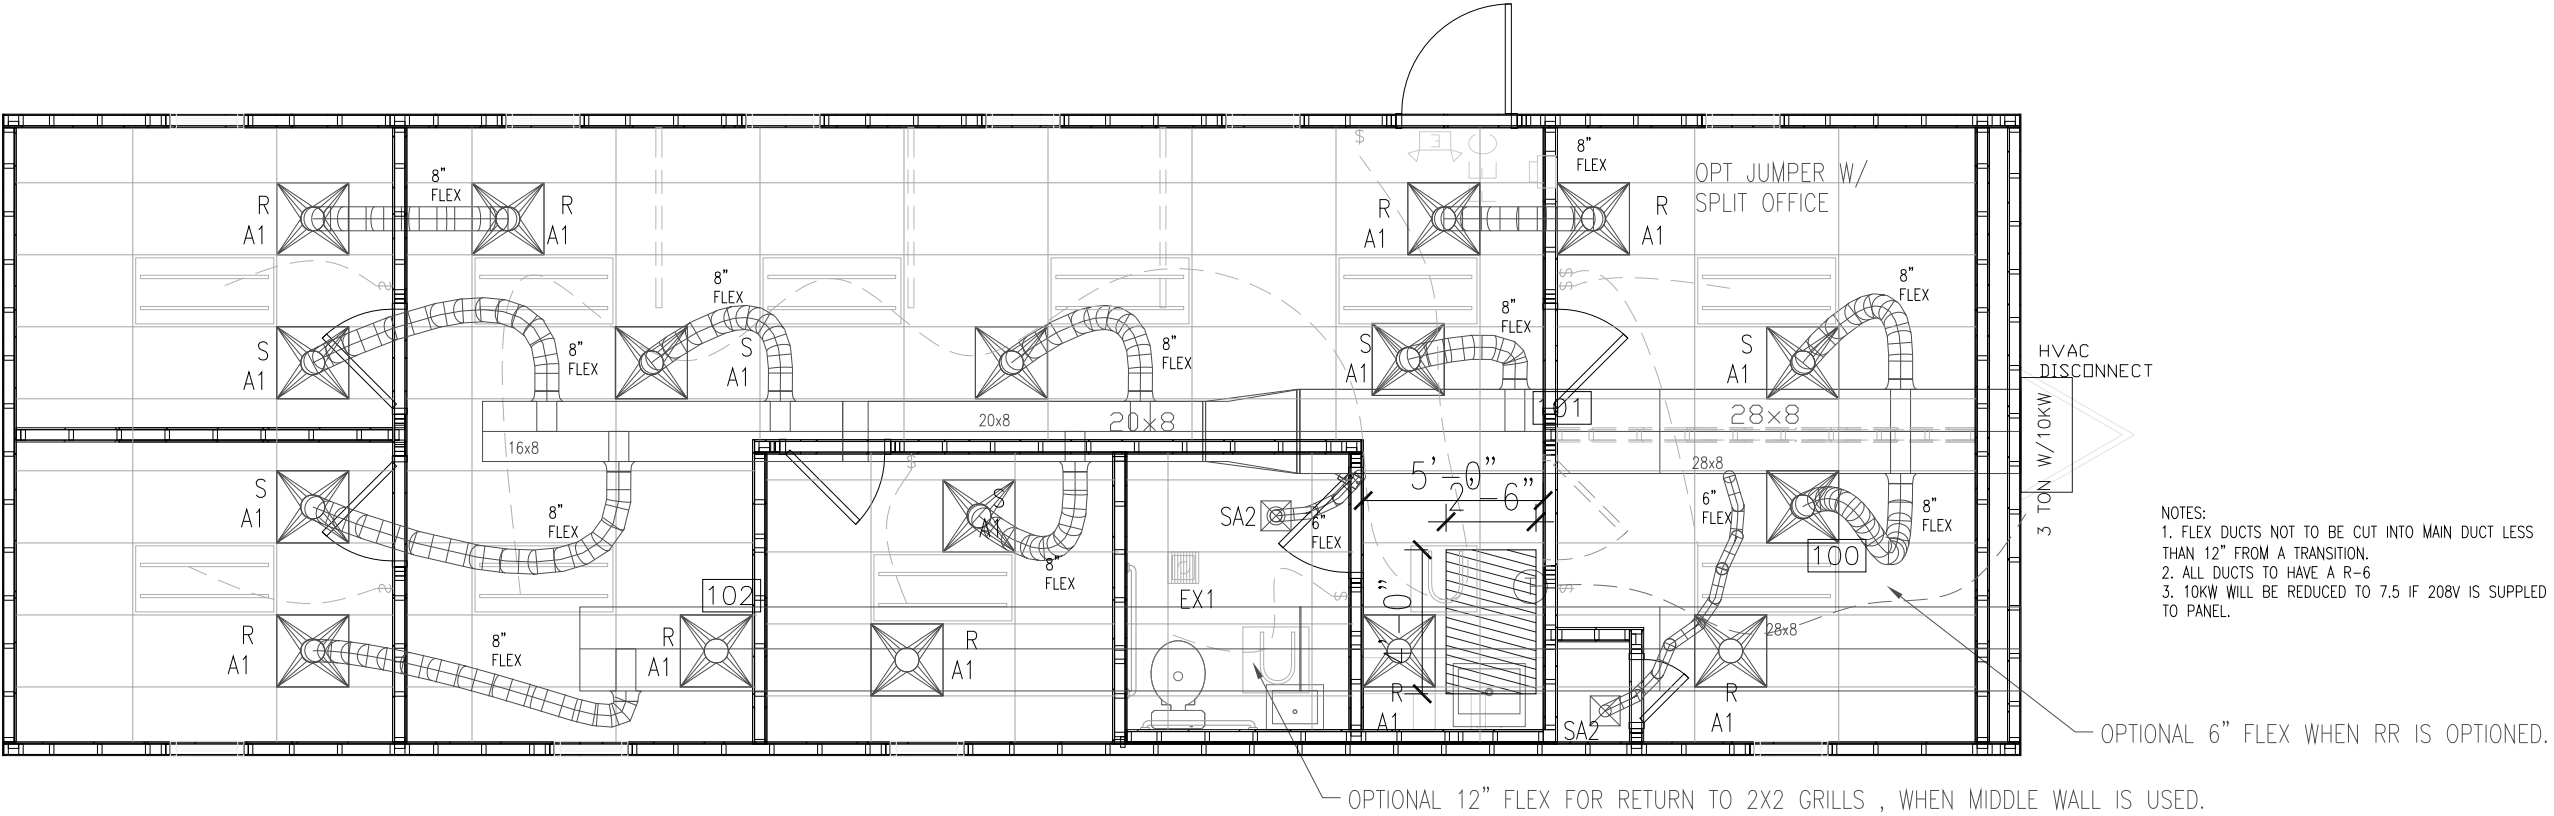 8"
FLEX
R
A1
R
A1
8"
FLEX
R
A1
R
A1
OPT JUMPER W/
SPLIT OFFICE
8"
FLEX
S
A1
8"
FLEX
S
A1
8"
FLEX
8"
FLEX
S
A1
8"
FLEX
S
A1
HVAC
DISCONNECT
3 TON W/10KW
16x8
20x8
20x8
101
28x8
28x8
5'-0"
2'-6"
S
A1
8"
FLEX
S
A1
8"
FLEX
SA2
6"
FLEX
6"
FLEX
8"
FLEX
100
EX1
102
28x8
R
A1
8"
FLEX
R
A1
R
A1
R
A1
R
A1
SA2
NOTES:
1. FLEX DUCTS NOT TO BE CUT INTO MAIN DUCT LESS
THAN 12" FROM A TRANSITION.
2. ALL DUCTS TO HAVE A R-6
3. 10KW WILL BE REDUCED TO 7.5 IF 208V IS SUPPLED
TO PANEL.
OPTIONAL 6" FLEX WHEN RR IS OPTIONED.
OPTIONAL 12" FLEX FOR RETURN TO 2X2 GRILLS , WHEN MIDDLE WALL IS USED.